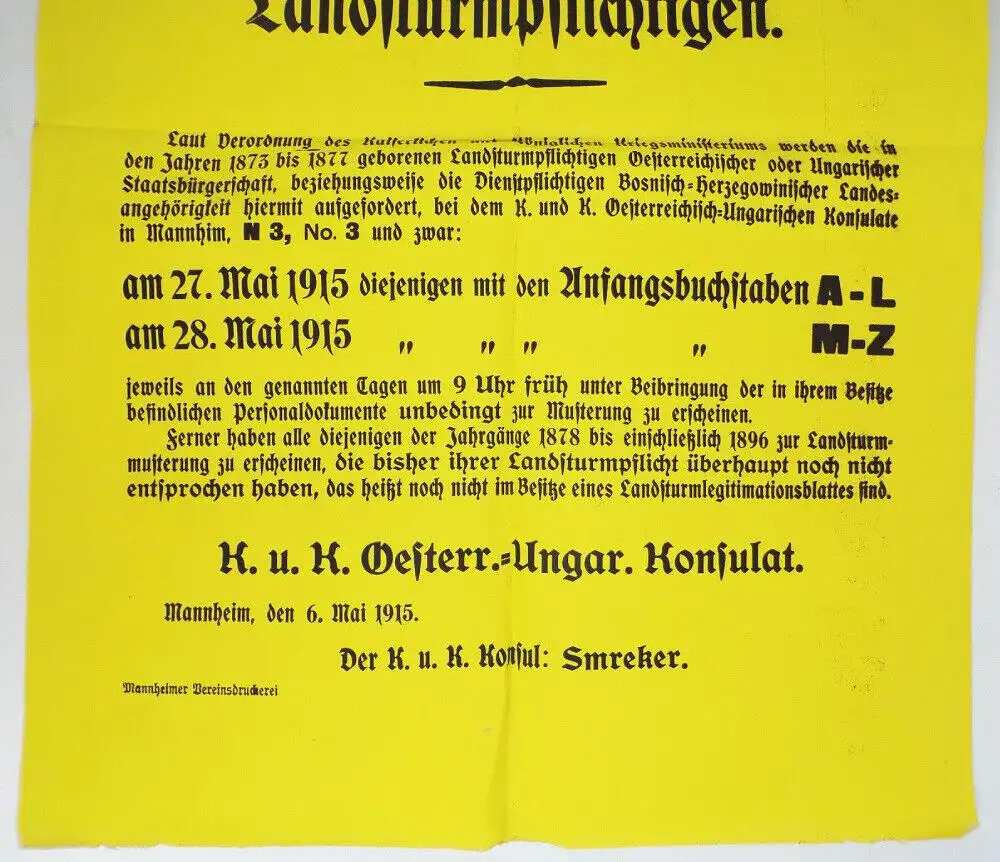 Landsturmpflichtigen.
Laut Verordnung des Kaiserlichen und Königlichen Kriegsministeriums werden die in
den Jahren 1873 bis 1877 geborenen Landsturmpflichtigen Oesterreichischer oder Ungarischer
Staatsbürgerschaft, beziehungsweise die Dienstpflichtigen Bosnisch-Herzegowinischer Landes-
angehörigkeit hiermit aufgefordert, bei dem K. und K. Oesterreichisch-Ungarischen Konsulate
in Mannheim, N 3, No. 3 und zwar:
am 27. Mai 1915 diejenigen mit den Anfangsbuchstaben A-L
am 28. Mai 1915 „ „ „ „ M-Z
jeweils an den genannten Tagen um 9 Uhr früh unter Beibringung der in ihrem Besitze
befindlichen Personaldokumente unbedingt zur Musterung zu erscheinen.
Ferner haben alle diejenigen der Jahrgänge 1878 bis einschließlich 1896 zur Landsturm-
musterung zu erscheinen, die bisher ihrer Landsturmpflicht überhaupt noch nicht
entsprochen haben, das heißt noch nicht im Besitze eines Landsturmlegitimationsblattes sind.
K. u. K. Oesterr.-Ungar. Konsulat.
Mannheim, den 6. Mai 1915.
Der K. u. K. Konsul: Smreker.
Mannheimer Vereinsdruckerei